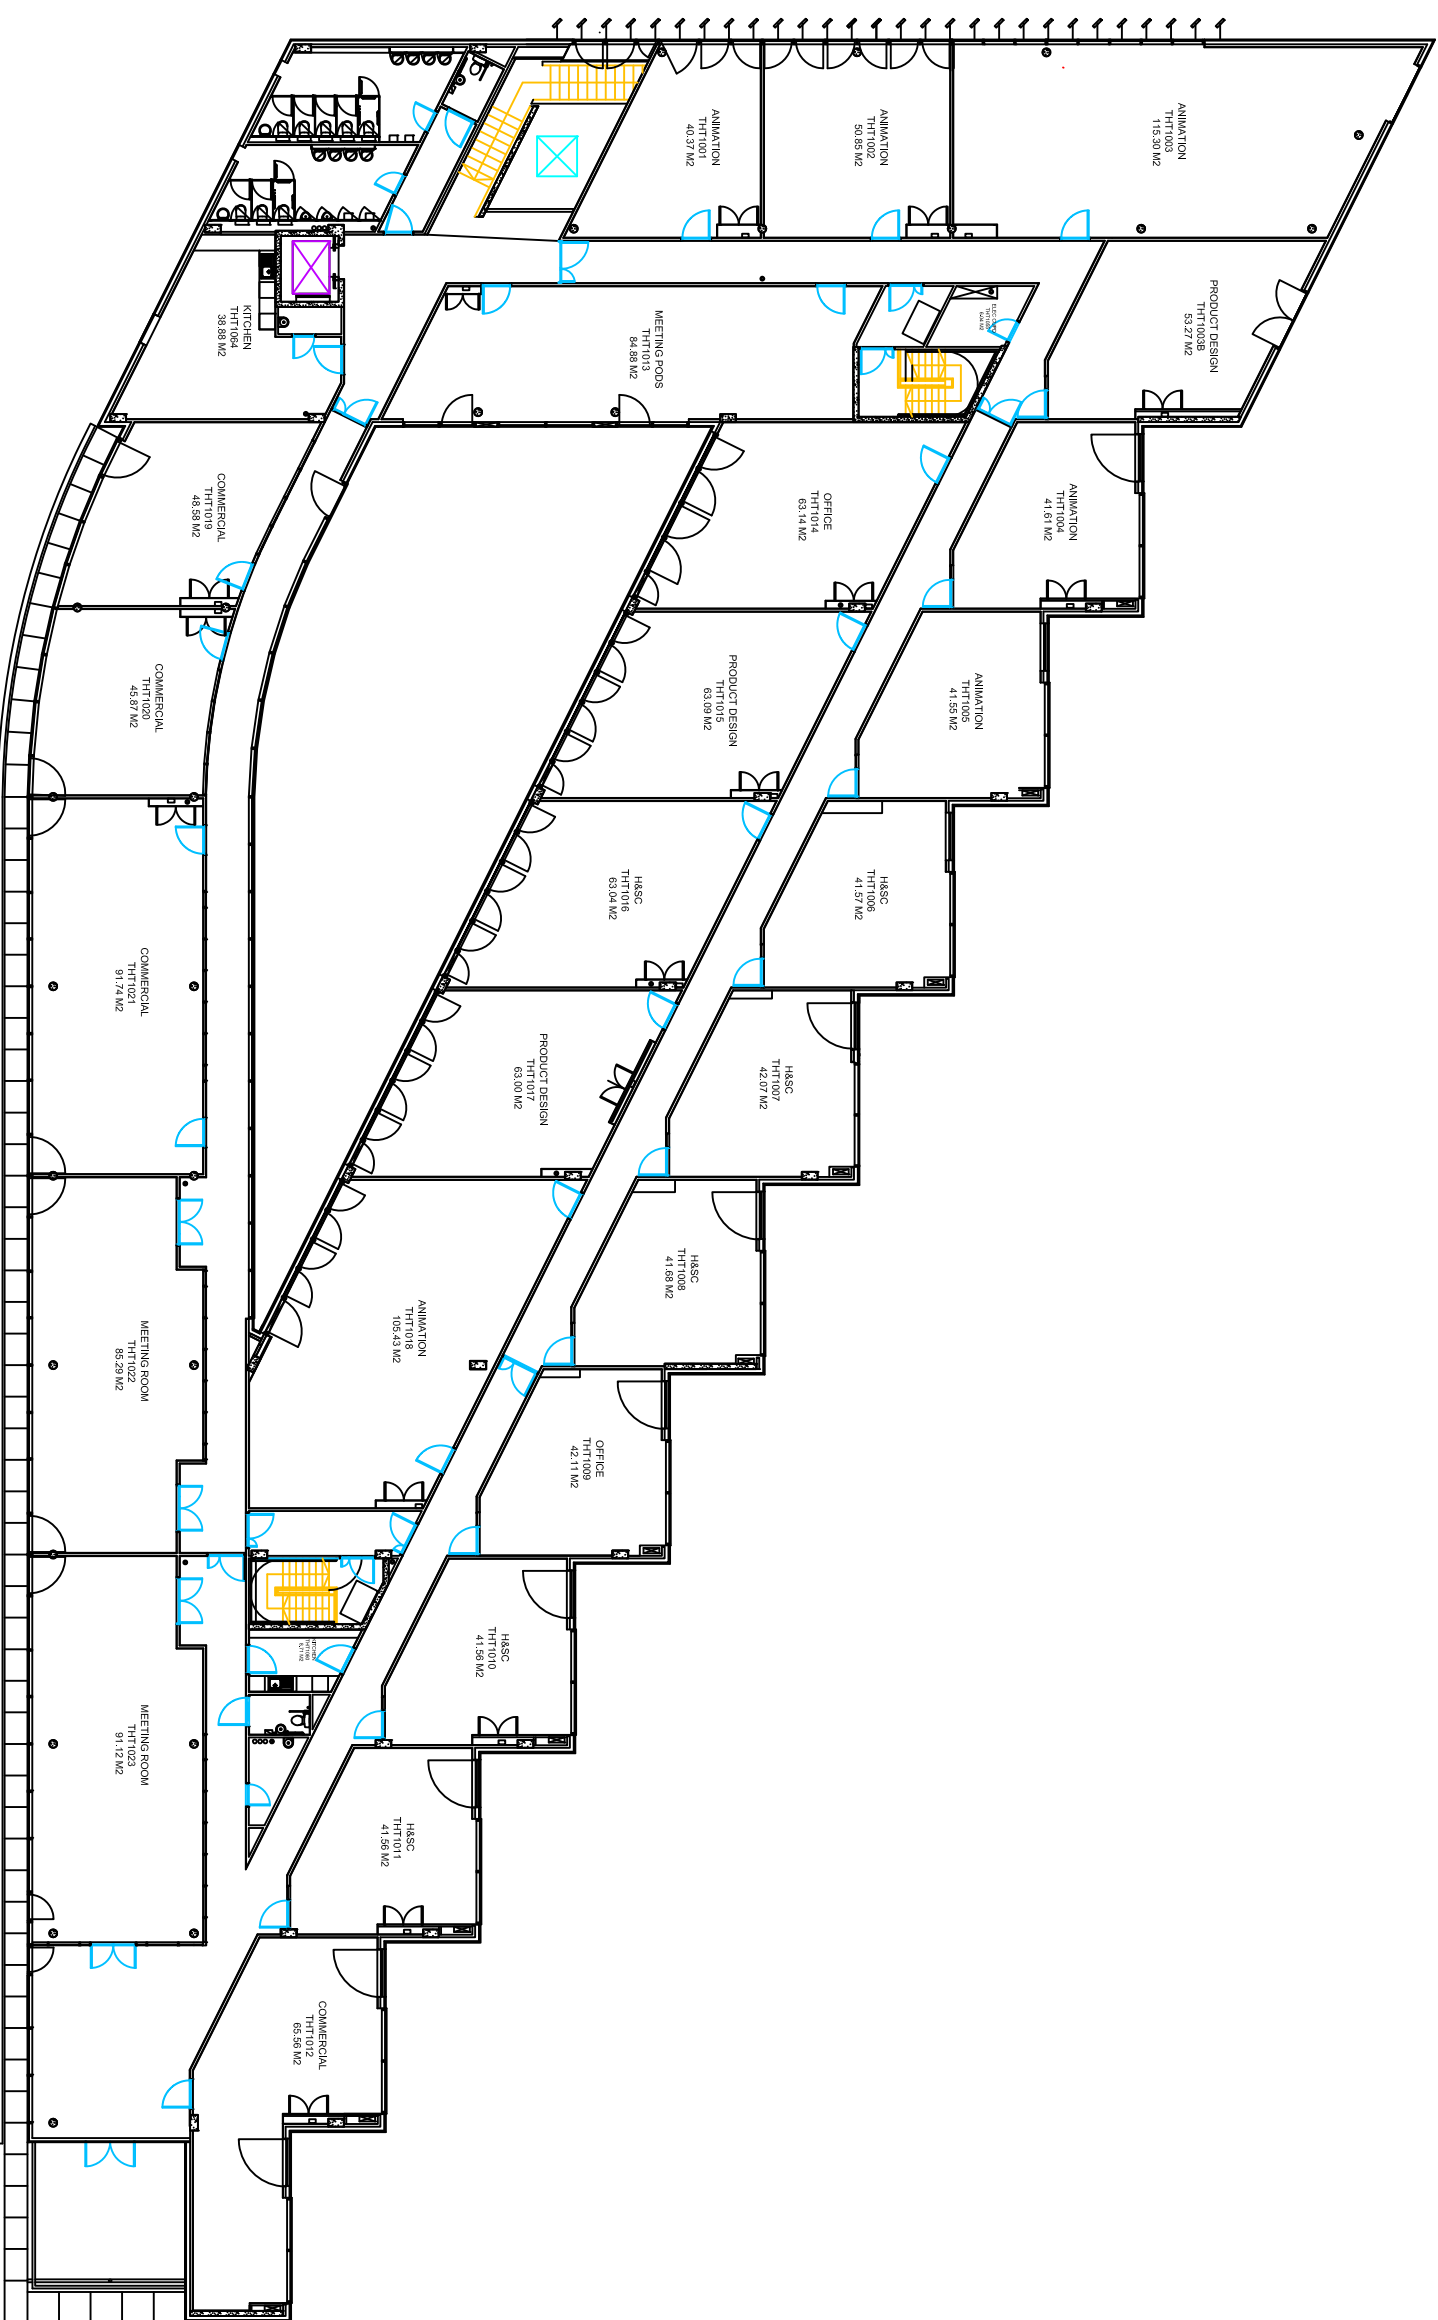 ANIMATION
THT1001
40.37 M2
ANIMATION
THT1002
50.85 M2
ANIMATION
THT1003
115.30 M2
PRODUCT DESIGN
THT1003B
53.27 M2
KITCHEN
THT1064
38.88 M2
MEETING PODS
THT1013
84.88 M2
COMMERCIAL
THT1019
48.58 M2
OFFICE
THT1014
63.14 M2
ANIMATION
THT1004
41.61 M2
COMMERCIAL
THT1020
45.87 M2
PRODUCT DESIGN
THT1015
63.09 M2
ANIMATION
THT1005
41.55 M2
H&SC
THT1016
63.04 M2
H&SC
THT1006
41.57 M2
COMMERCIAL
THT1021
91.74 M2
PRODUCT DESIGN
THT1017
63.00 M2
H&SC
THT1007
42.07 M2
MEETING ROOM
THT1022
85.29 M2
ANIMATION
THT1018
105.43 M2
H&SC
THT1008
41.68 M2
OFFICE
THT1009
42.11 M2
KITCHEN
H&SC
THT1010
41.56 M2
MEETING ROOM
THT1023
91.12 M2
H&SC
THT1011
41.56 M2
COMMERCIAL
THT1012
65.56 M2